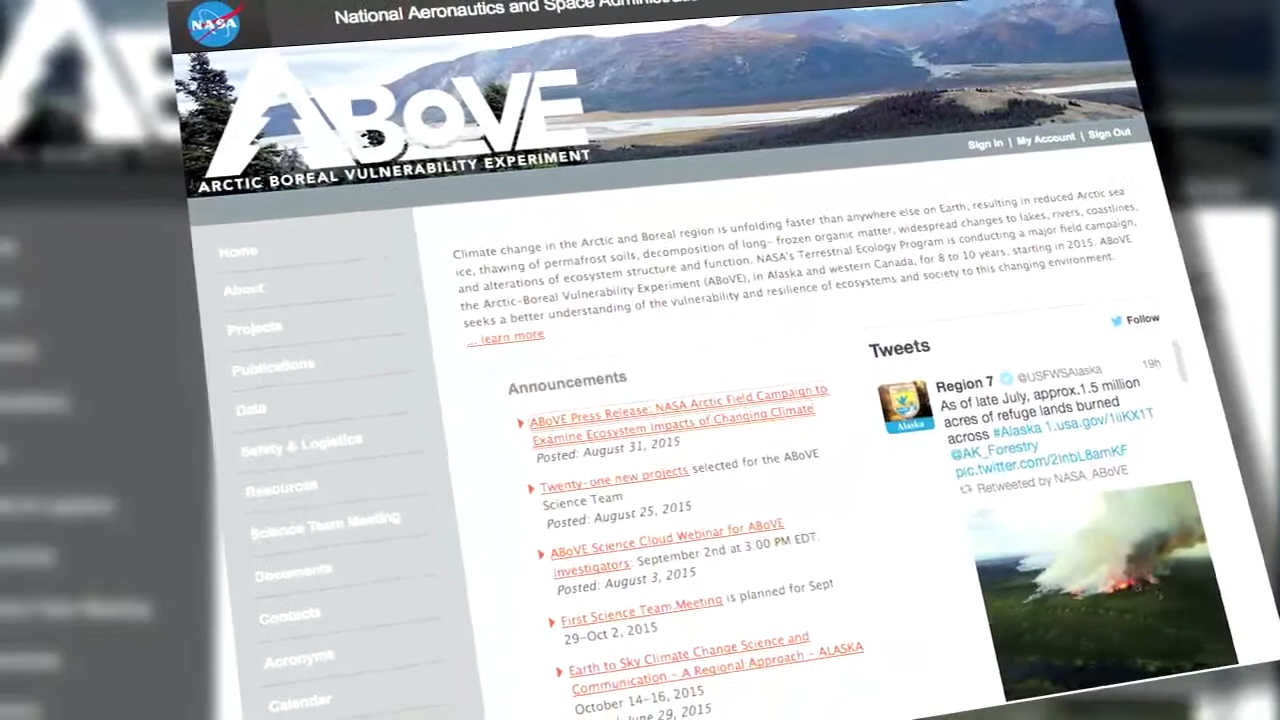 NASA
National Aeronautics and Space
ABoVE
ARCTIC BOREAL VULNERABILITY EXPERIMENT
Sign In | My Account | Sign Out
Home
About
Projects
Publications
Data
Safety & Logistics
Resources
Science Team Meeting
Documents
Contacts
Acronyms
Calendar
Climate change in the Arctic and Boreal region is unfolding faster than anywhere else on Earth, resulting in reduced Arctic sea
ice, thawing of permafrost soils, decomposition of long- frozen organic matter, widespread changes to lakes, rivers, coastlines,
and alterations of ecosystem structure and function. NASA's Terrestrial Ecology Program is conducting a major field campaign,
the Arctic-Boreal Vulnerability Experiment (ABoVE), in Alaska and western Canada, for 8 to 10 years, starting in 2015. ABoVE
seeks a better understanding of the vulnerability and resilience of ecosystems and society to this changing environment.
... learn more
Announcements
ABoVE Press Release: NASA Arctic Field Campaign to
Examine Ecosystem Impacts of Changing Climate
Posted: August 31, 2015
Twenty-one new projects selected for the ABoVE
Science Team
Posted: August 25, 2015
ABoVE Science Cloud Webinar for ABoVE
investigators: September 2nd at 3:00 PM EDT.
Posted: August 3, 2015
First Science Team Meeting is planned for Sept
29-Oct 2, 2015
Earth to Sky Climate Change Science and
Communication - A Regional Approach - ALASKA
October 14-16, 2015
June 29, 2015
Tweets
Follow
Region 7 @USFWSAlaska 19h
As of late July, approx.1.5 million
acres of refuge lands burned
across #Alaska 1.usa.gov/1iiKX1T
@AK_Forestry
pic.twitter.com/2InbL8amKF
Retweeted by NASA_ABoVE
Alaska